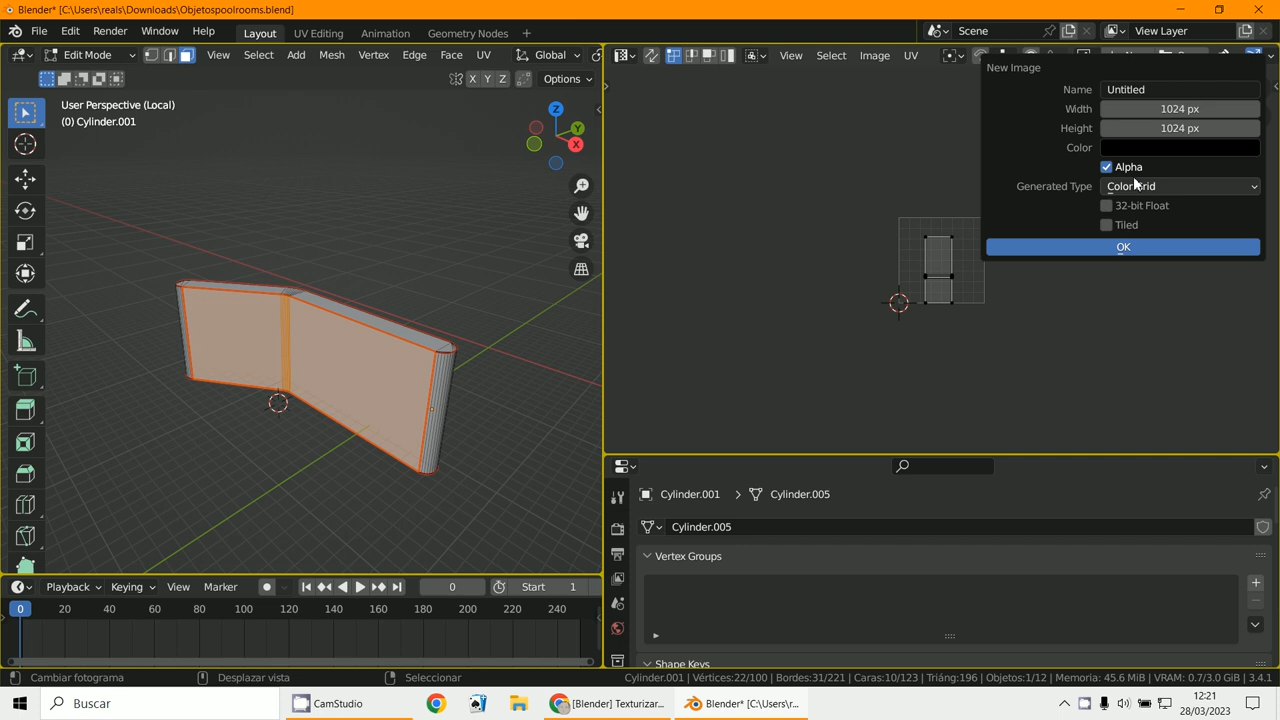 Blender* [C:\Users\reals\Downloads\Objetospoolrooms.blend]
File Edit Render Window Help Layout UV Editing Animation Geometry Nodes + Scene View Layer
Edit Mode View Select Add Mesh Vertex Edge Face UV Global View Select Image UV
X Y Z Options
User Perspective (Local)
(0) Cylinder.001
Z
Y
X
New Image
Name Untitled
Width 1024 px
Height 1024 px
Color
Alpha
Generated Type Color Grid
32-bit Float
Tiled
OK
Cylinder.001 > Cylinder.005
Cylinder.005
Vertex Groups
Shape Keys
Playback Keying View Marker 0 Start 1
0 20 40 60 80 100 120 140 160 180 200 220 240
Cambiar fotograma Desplazar vista Seleccionar Cylinder.001 | Vértices:22/100 | Bordes:31/221 | Caras:10/123 | Triáng:196 | Objetos:1/12 | Memoria: 45.6 MiB | VRAM: 0.7/3.0 GiB | 3.4.1
Buscar CamStudio [Blender] Texturizar... Blender* [C:\Users\r... 12:21
28/03/2023